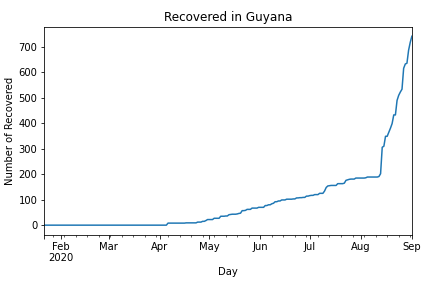 Recovered in Guyana
Number of Recovered
700
600
500
400
300
200
100
0
Feb Mar Apr May Jun Jul Aug Sep
2020
Day